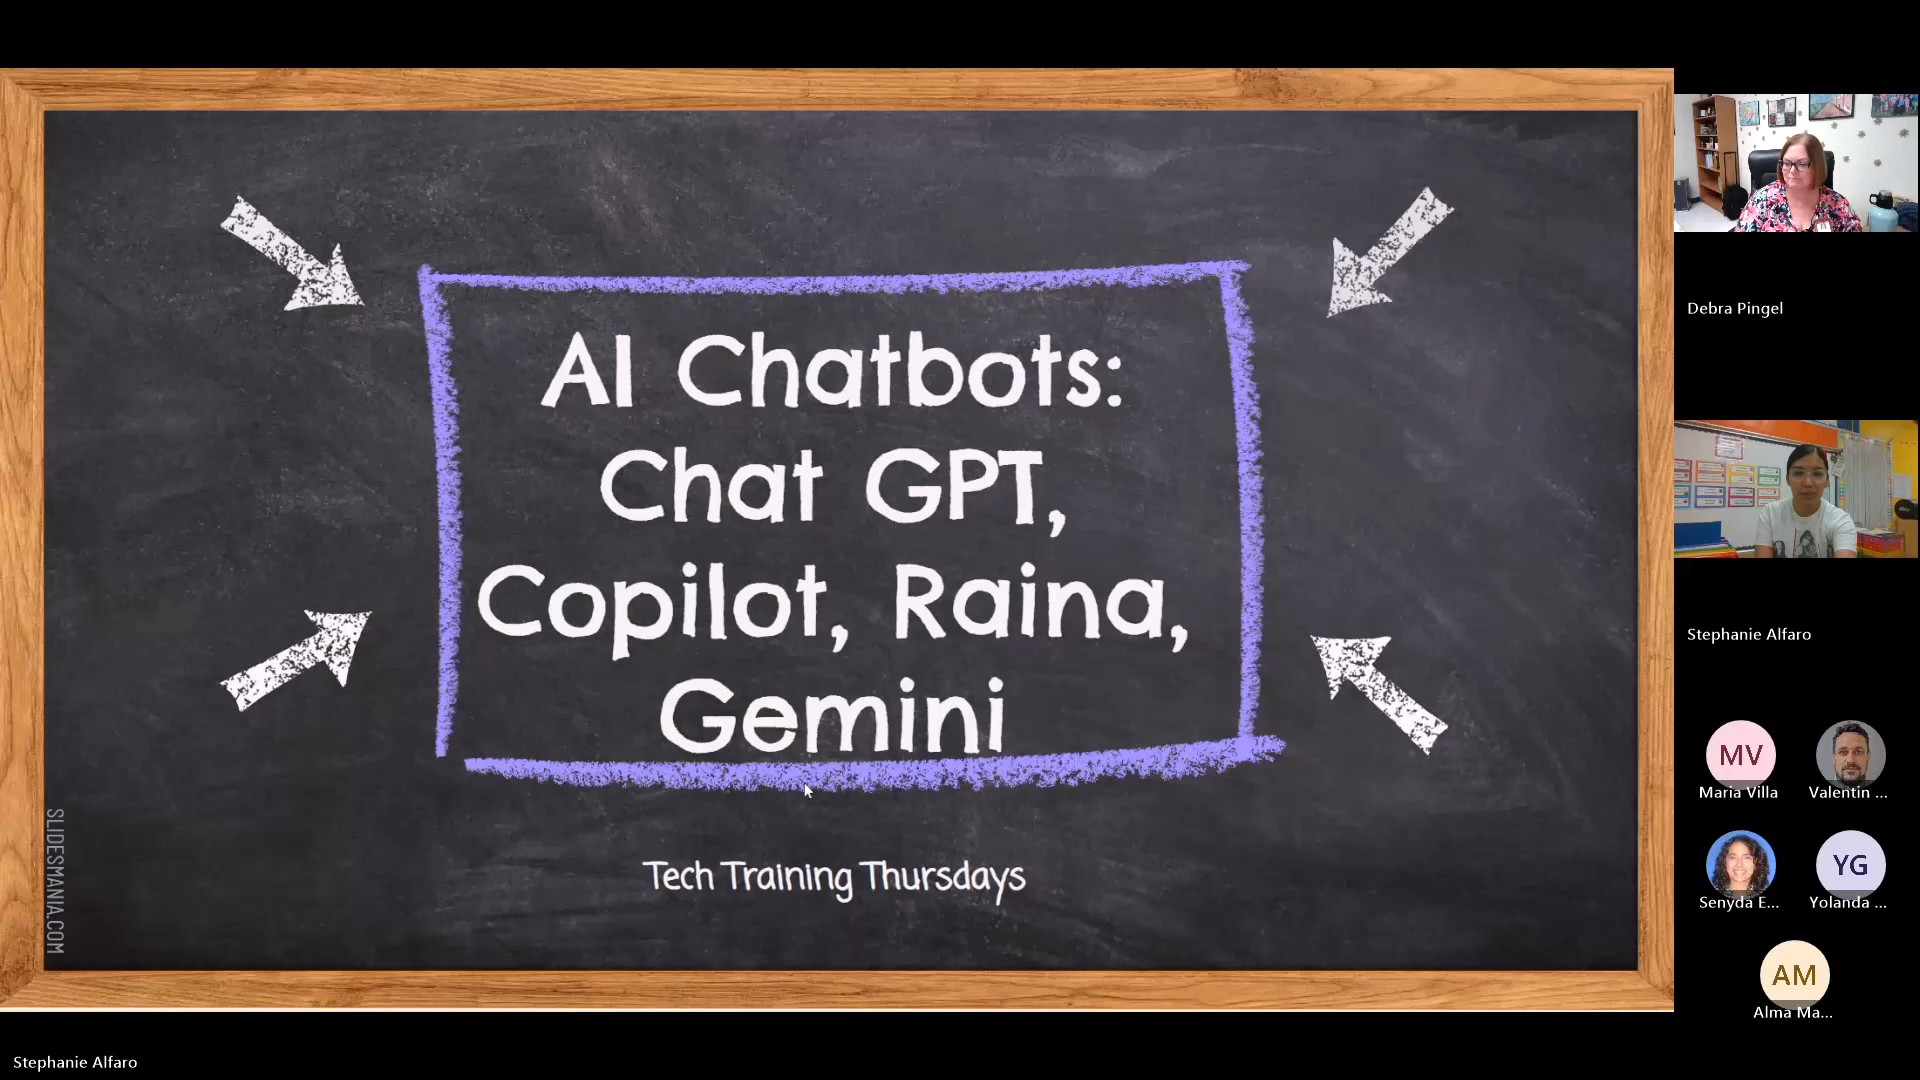 AI Chatbots:
Chat GPT,
Copilot, Raina,
Gemini
Tech Training Thursdays
SLIDESMANIA.COM
Debra Pingel
Stephanie Alfaro
MV
Maria Villa
Valentin ...
Senyda E...
YG
Yolanda ...
AM
Alma Ma...
Stephanie Alfaro